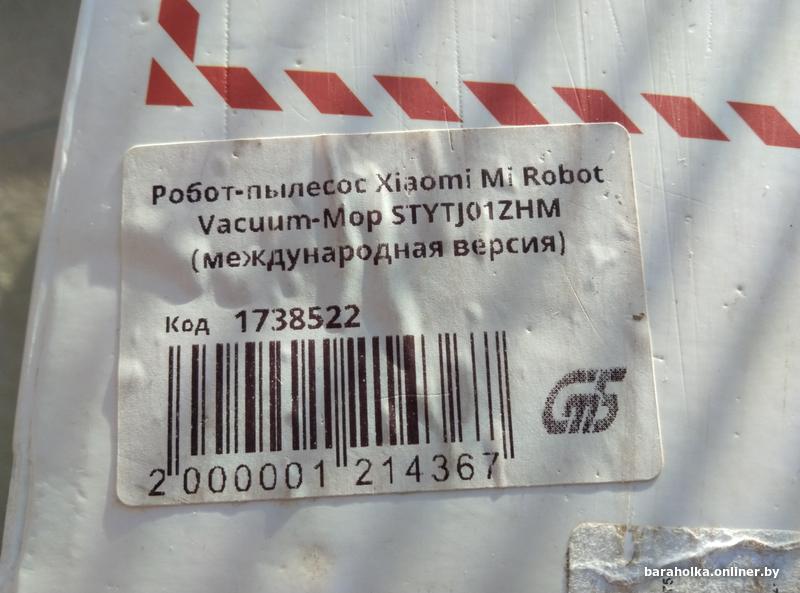 Робот-пылесос Xiaomi Mi Robot
Vacuum-Mop STYTJ01ZHM
(международная версия)
Код 1738522
2 000001 214367
baraholka.onliner.by